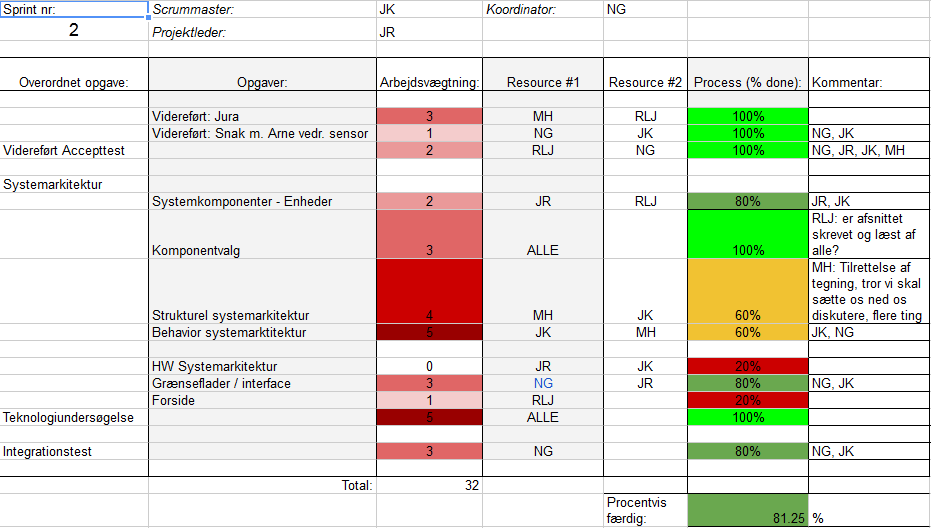 Sprint nr: Scrummaster: JK Koordinator: NG
2 Projektleder: JR
Overordnet opgave: Opgaver: Arbejdsvægtning: Resource #1 Resource #2 Process (% done): Kommentar:
Videreført: Jura 3 MH RLJ 100%
Videreført: Snak m. Arne vedr. sensor 1 NG JK 100% NG, JK
Videreført Accepttest 2 RLJ NG 100% NG, JR, JK, MH
Systemarkitektur
Systemkomponenter - Enheder 2 JR RLJ 80% JR, JK
RLJ: er afsnittet
skrevet og læst af
Komponentvalg 3 ALLE 100% alle?
MH: Tilrettelse af
tegning, tror vi skal
sætte os ned os
Strukturel systemarkitektur 4 MH JK 60% diskutere, flere ting
Behavior systemarktitektur 5 JK MH 60% JK, NG
HW Systemarkitektur 0 JR JK 20%
Grænseflader / interface 3 NG JR 80% NG, JK
Forside 1 RLJ 20%
Teknologiundersøgelse 5 ALLE 100%
Integrationstest 3 NG 80% NG, JK
Total: 32
Procentvis
færdig: 81.25 %